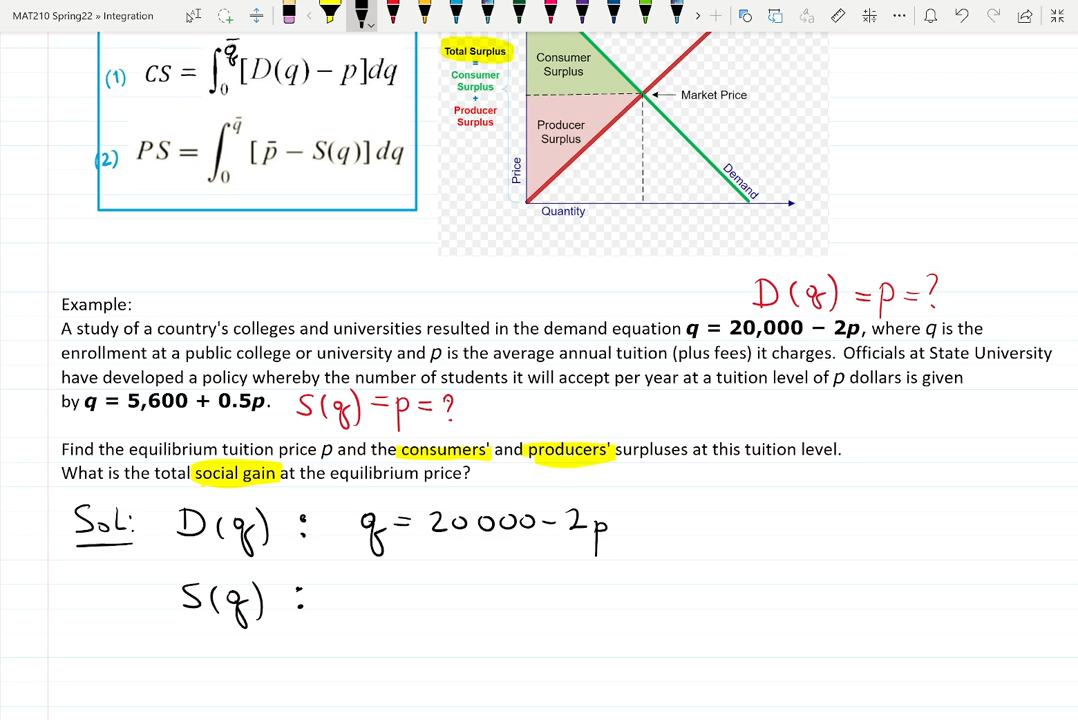 MAT210 Spring22 » Integration
(1) CS = ∫₀^q̄ [D(q) – p]dq
(2) PS = ∫₀^q̄ [p̄ – S(q)] dq
Total Surplus
=
Consumer
Surplus
+
Producer
Surplus
Consumer
Surplus
Market Price
Producer
Surplus
Price
Demand
Quantity
D(q) = p = ?
Example:
A study of a country's colleges and universities resulted in the demand equation q = 20,000 − 2p, where q is the
enrollment at a public college or university and p is the average annual tuition (plus fees) it charges. Officials at State University
have developed a policy whereby the number of students it will accept per year at a tuition level of p dollars is given
by q = 5,600 + 0.5p. S(q) = p = ?
Find the equilibrium tuition price p and the consumers' and producers' surpluses at this tuition level.
What is the total social gain at the equilibrium price?
Sol: D(q) : q = 20000 - 2p
S(q) :